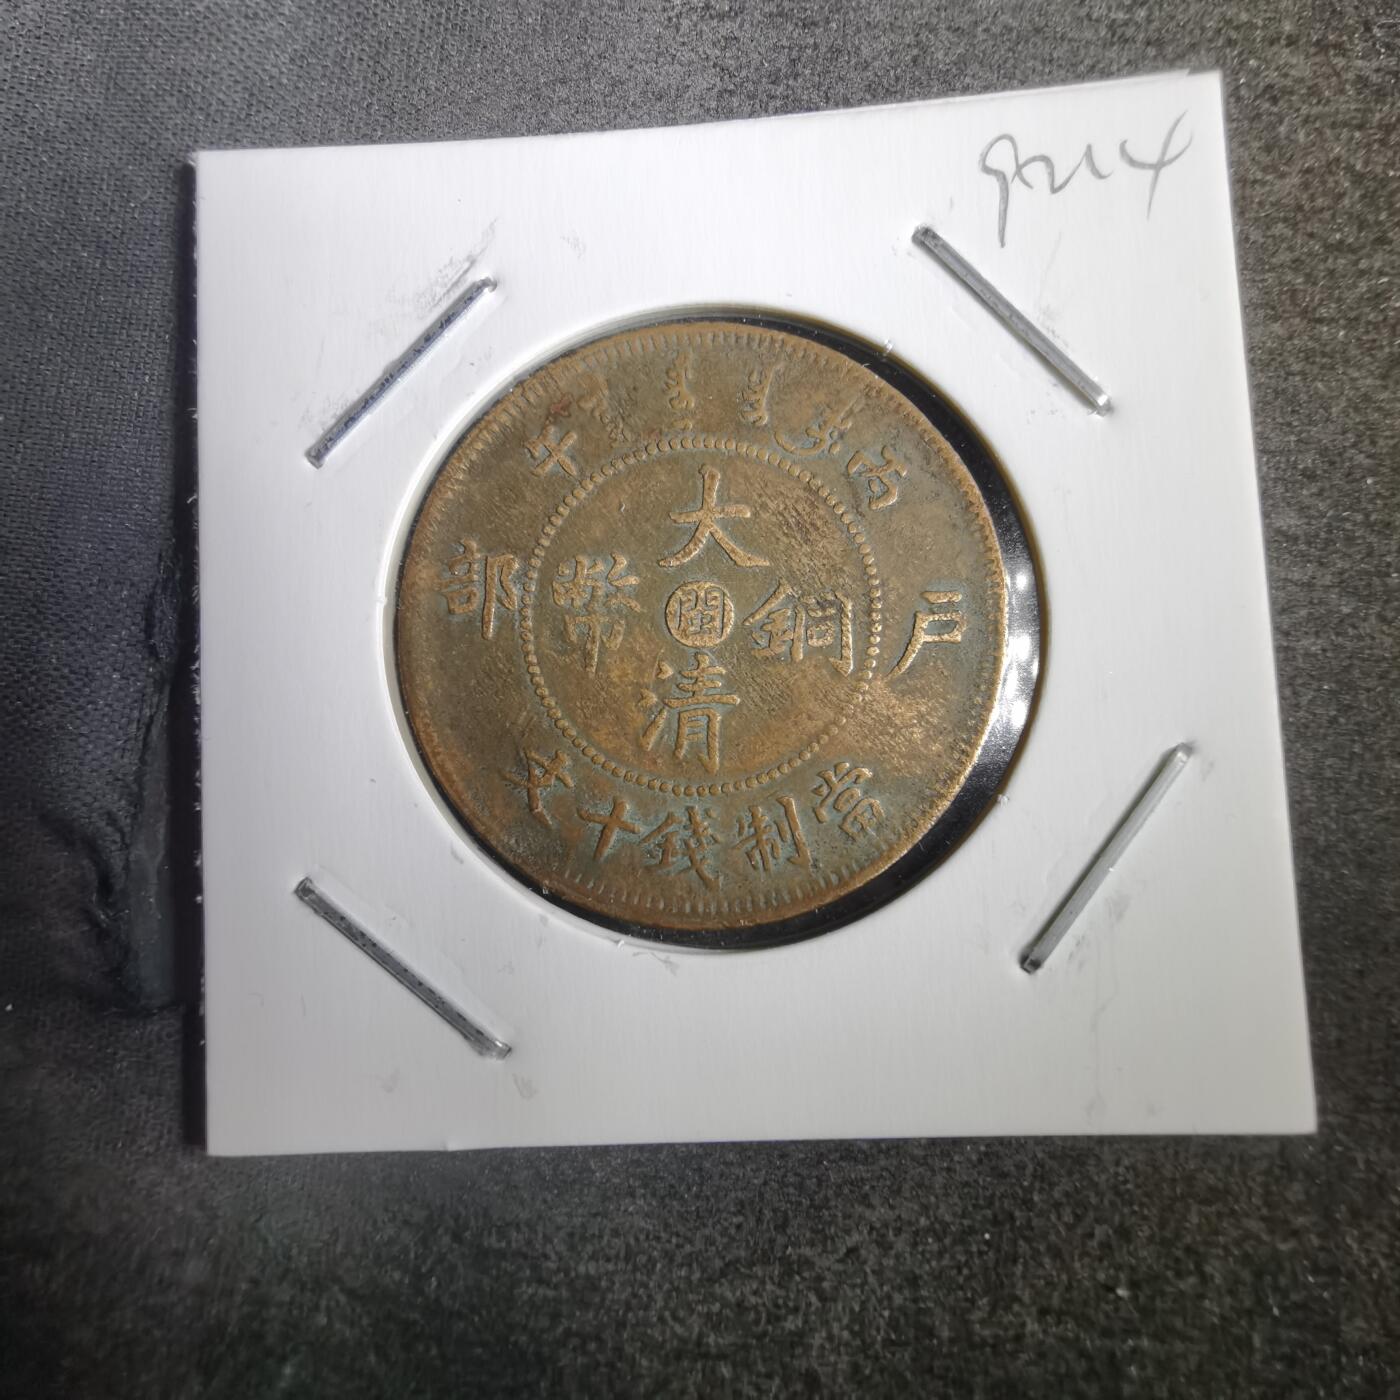 午 丙
戶 部
大清銅幣
閩
當制錢十文